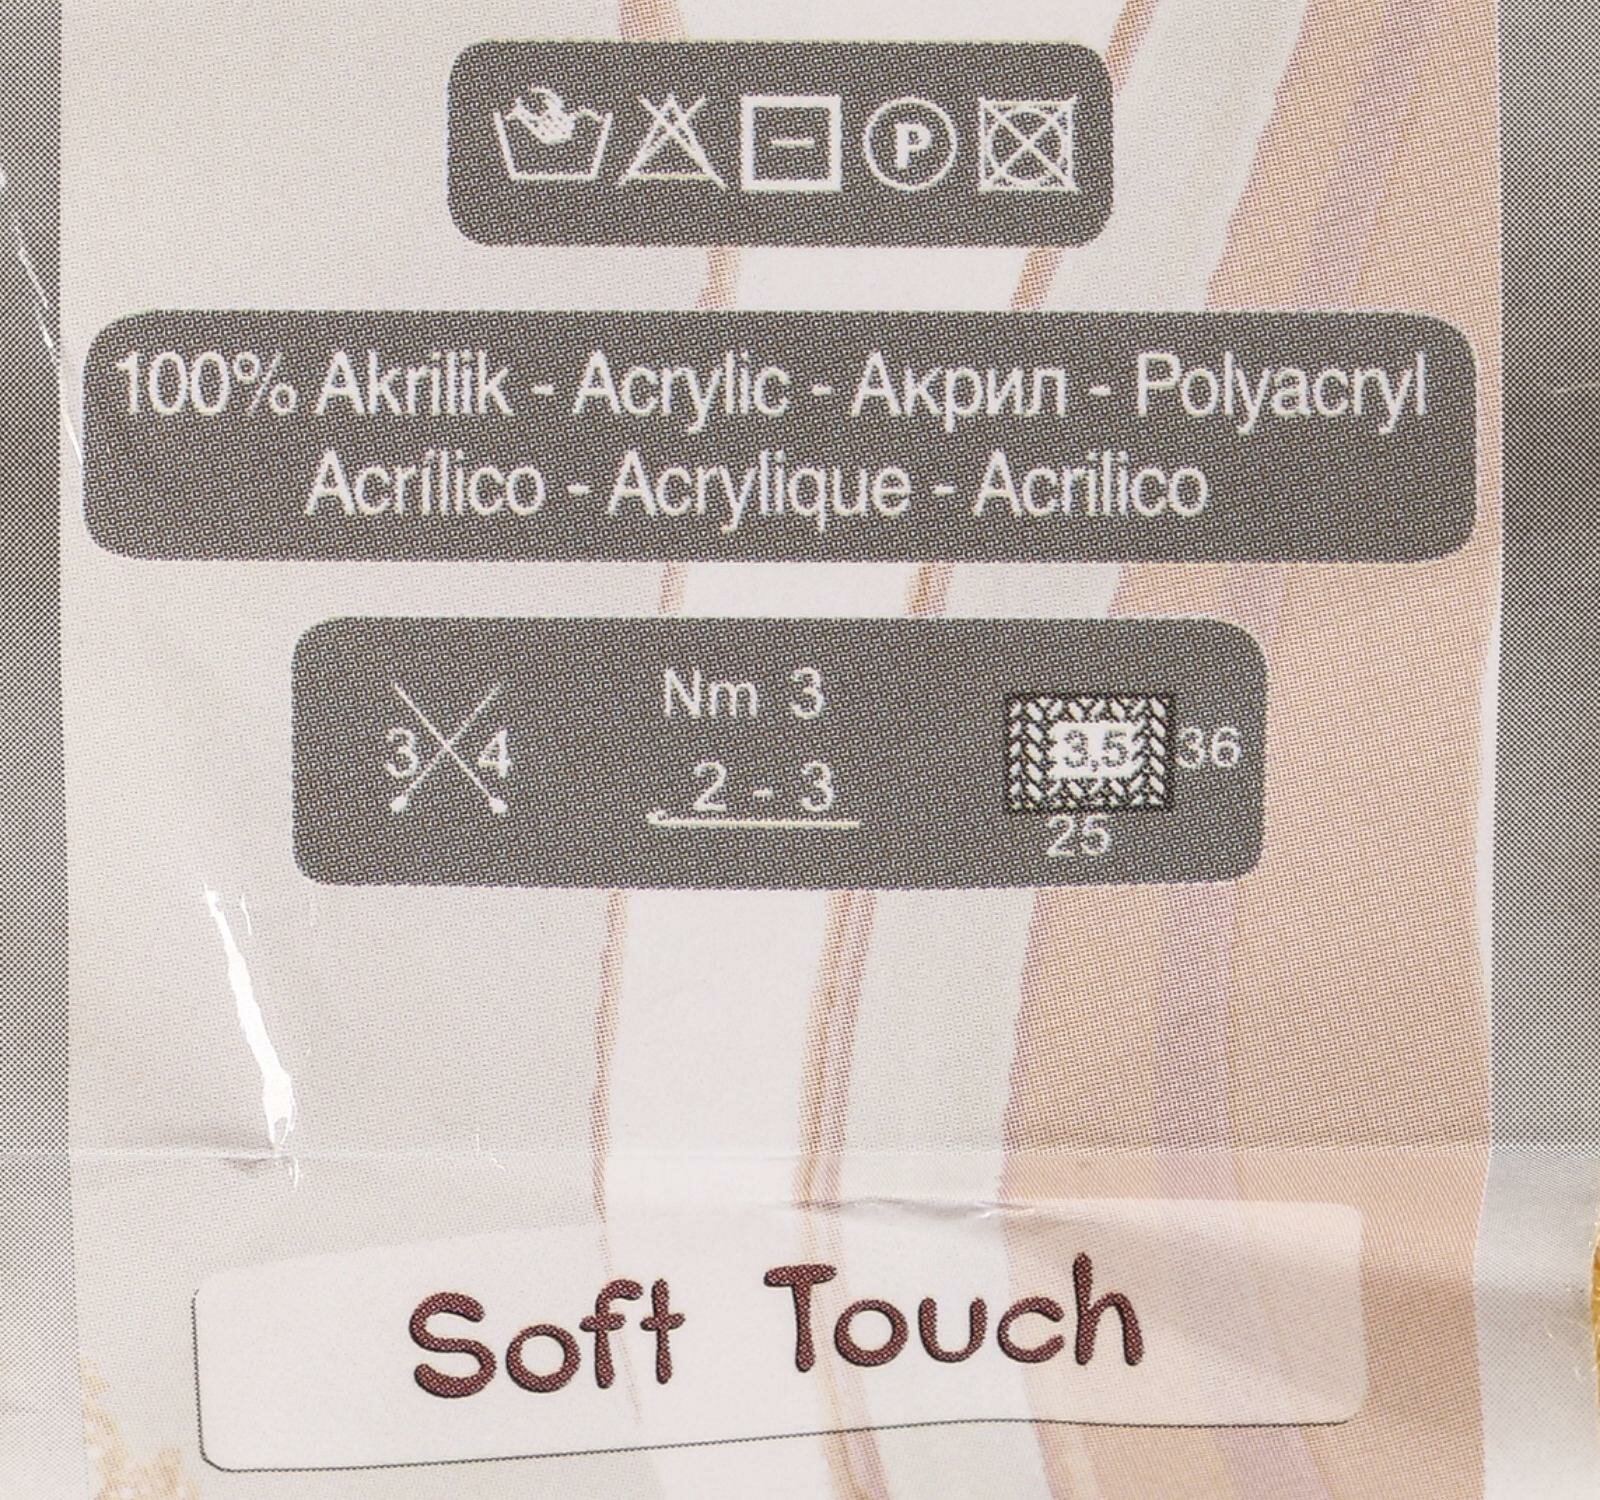 P
100% Akrilik - Acrylic - Акрил - Polyacryl
Acrílico - Acrylique - Acrilico
Nm 3
3 4
2 - 3
3,5 36
25
Soft Touch